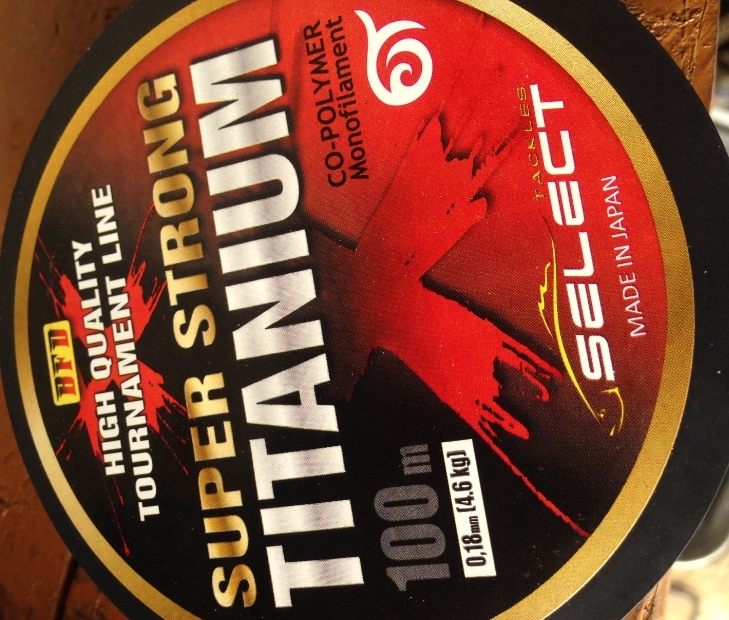 HIGH QUALITY
TOURNAMENT LINE
SUPER STRONG
TITANIUM
CO-POLYMER
Monofilament
100 m
0,18mm (4.6 kg)
TACKLES
SELECT
MADE IN JAPAN